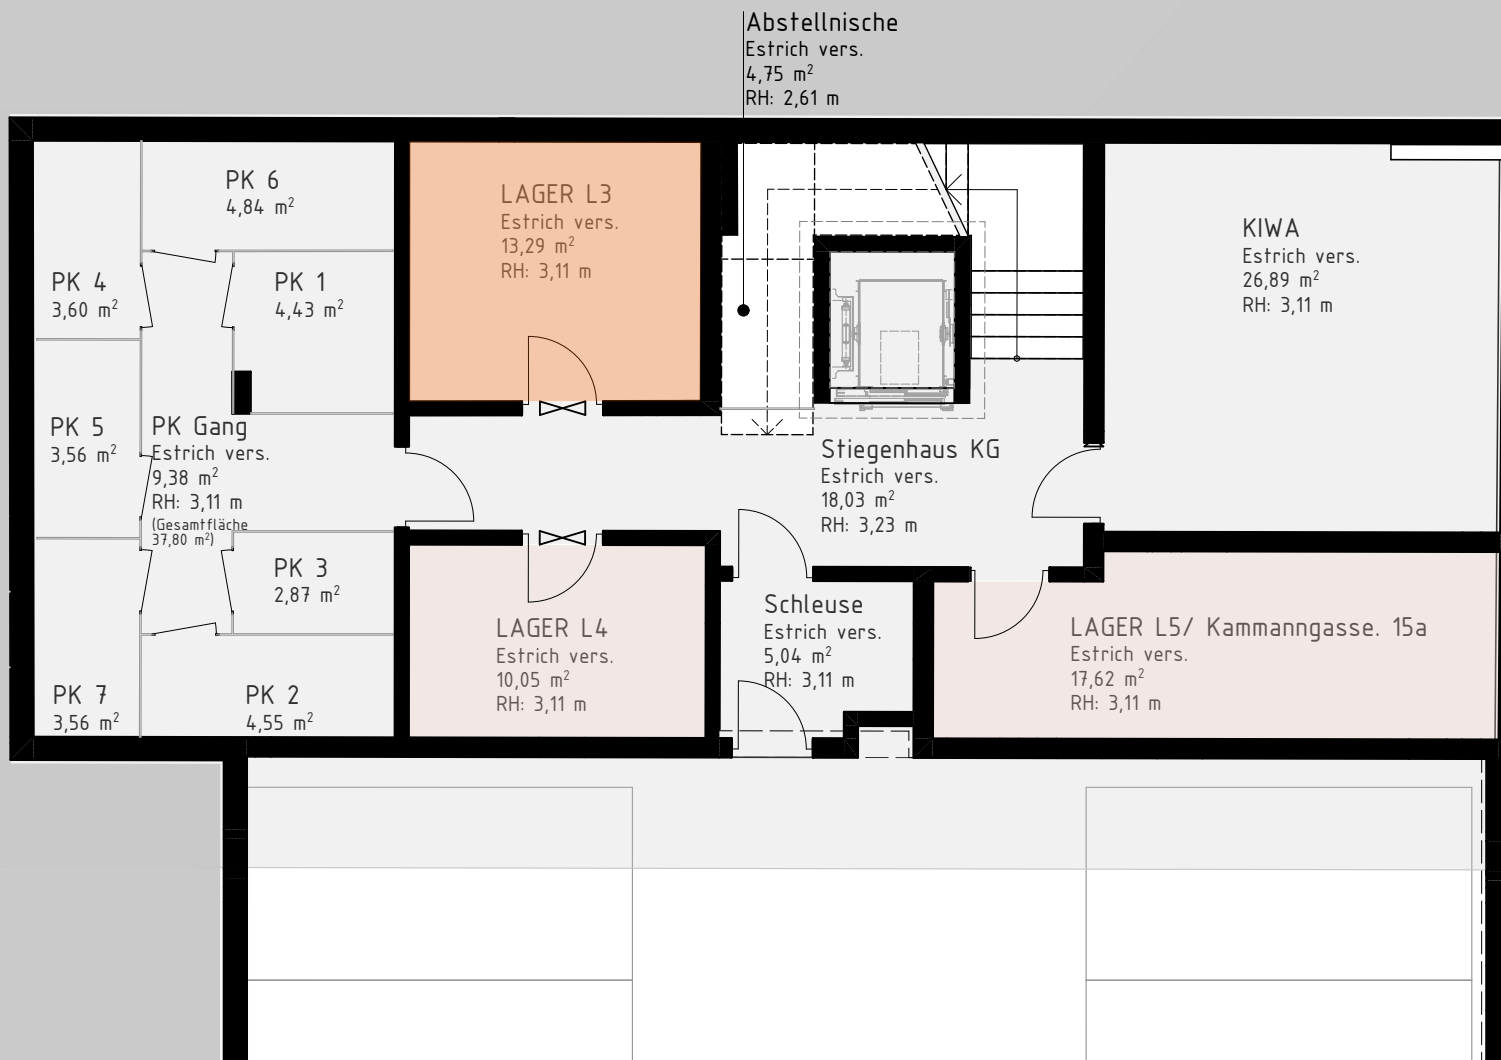 Abstellnische
Estrich vers.
4,75 m²
RH: 2,61 m
PK 6
4,84 m²
LAGER L3
Estrich vers.
13,29 m²
RH: 3,11 m
KIWA
Estrich vers.
26,89 m²
RH: 3,11 m
PK 4
3,60 m²
PK 1
4,43 m²
PK 5
3,56 m²
PK Gang
Estrich vers.
9,38 m²
RH: 3,11 m
(Gesamtfläche
37,80 m²)
Stiegenhaus KG
Estrich vers.
18,03 m²
RH: 3,23 m
PK 3
2,87 m²
LAGER L4
Estrich vers.
10,05 m²
RH: 3,11 m
Schleuse
Estrich vers.
5,04 m²
RH: 3,11 m
LAGER L5/ Kammanngasse. 15a
Estrich vers.
17,62 m²
RH: 3,11 m
PK 7
3,56 m²
PK 2
4,55 m²